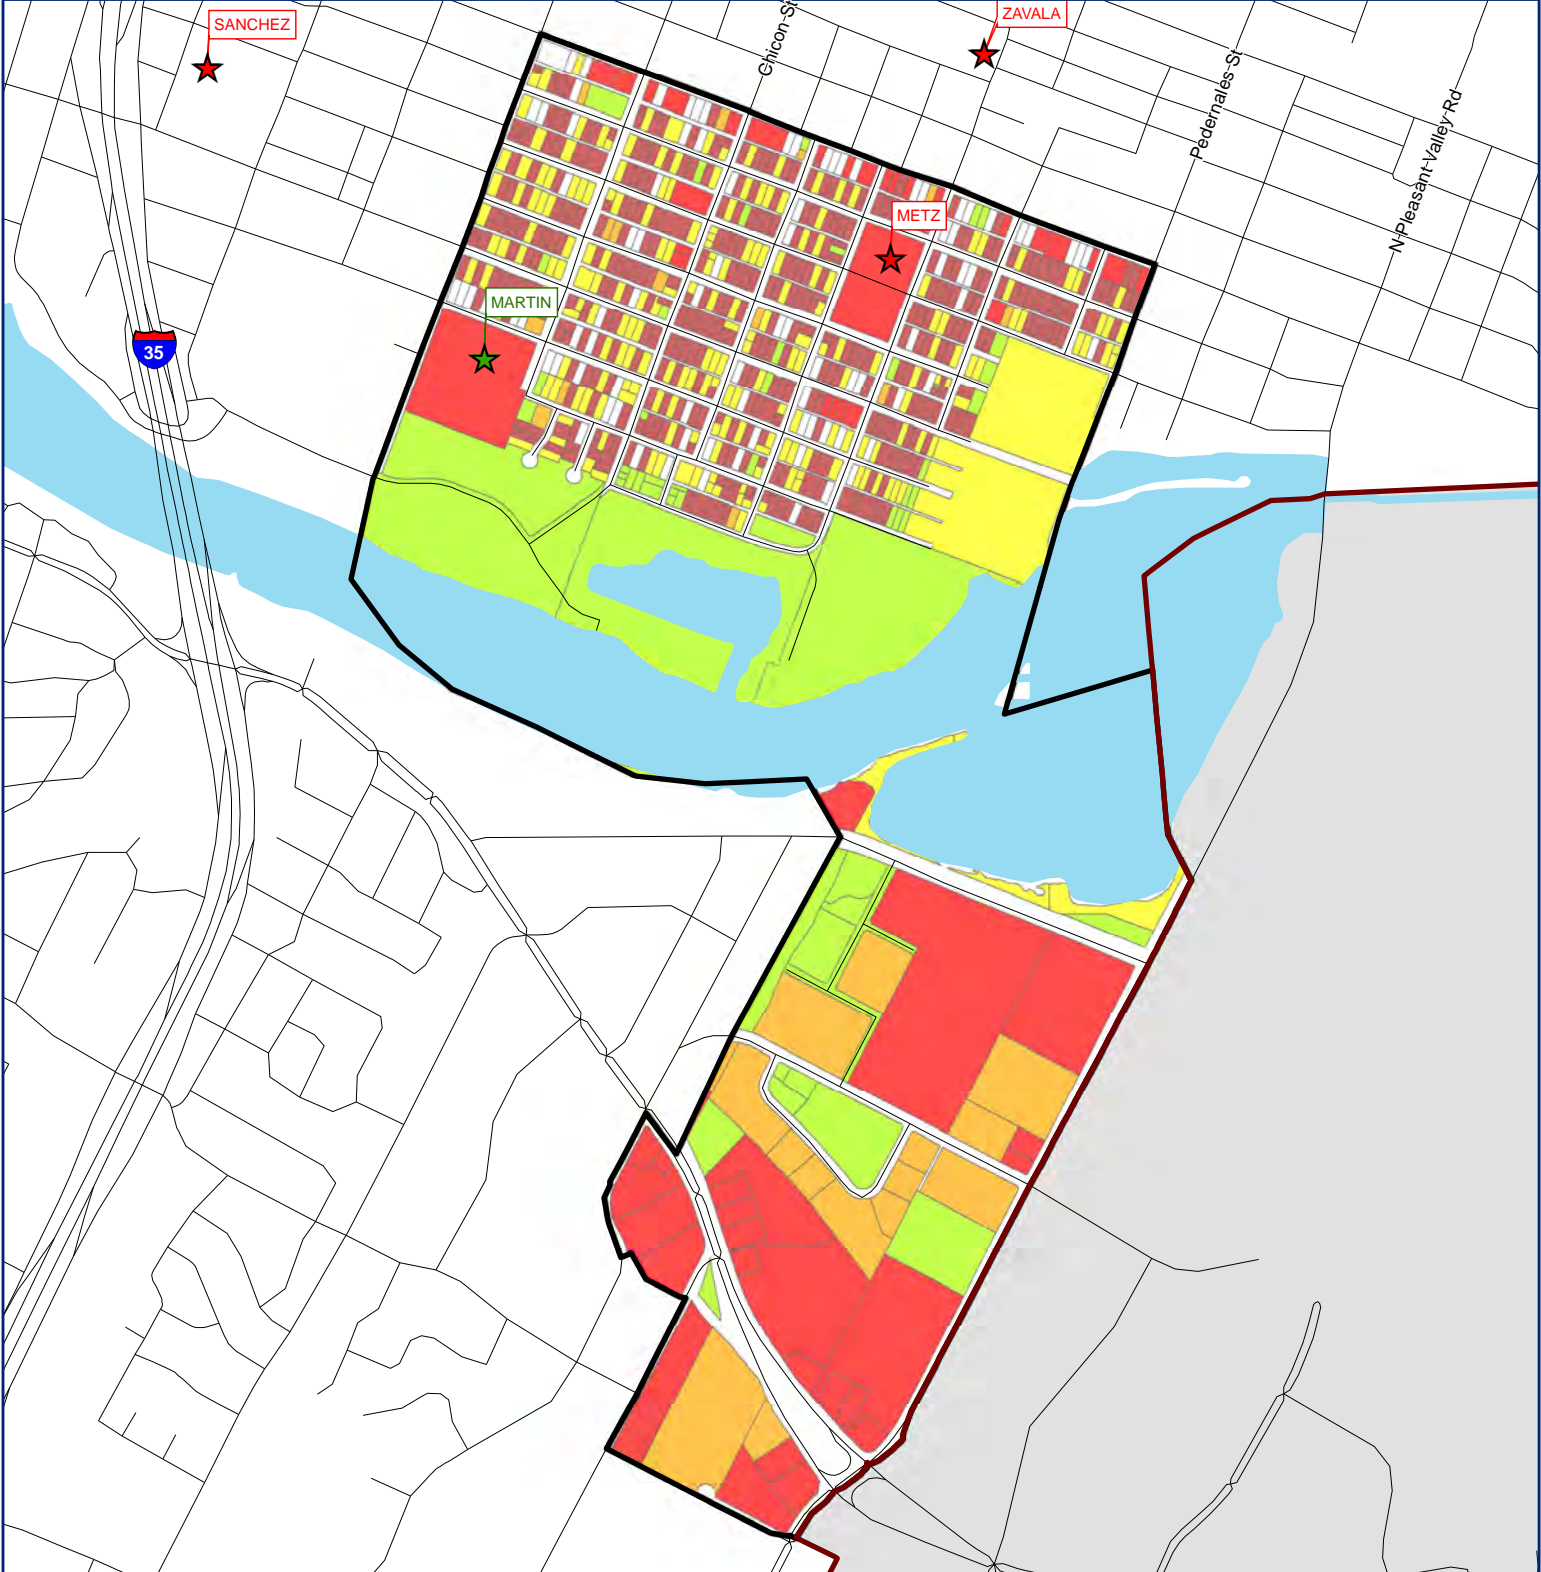 SANCHEZ
ZAVALA
Chicon St
Pedernales St
N Pleasant Valley Rd
METZ
MARTIN
35